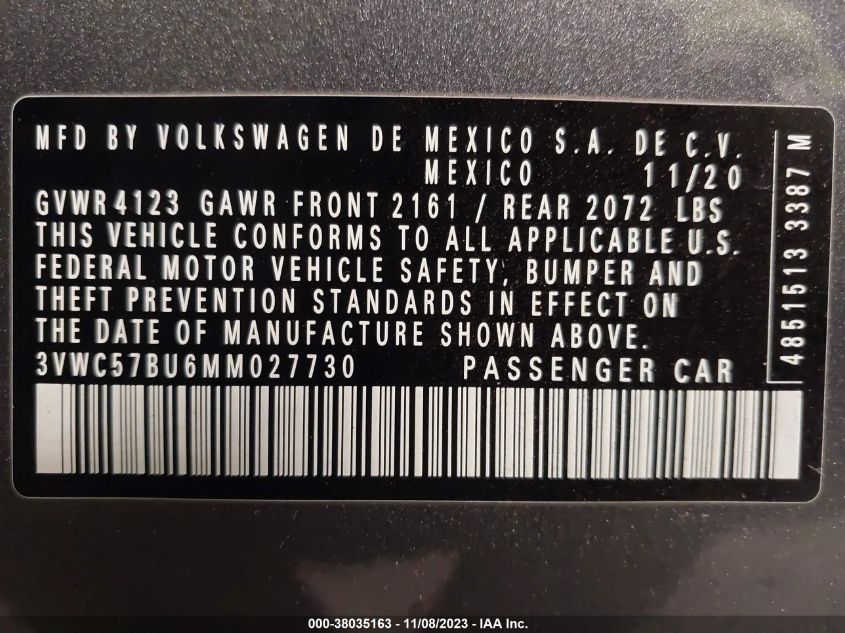 MFD BY VOLKSWAGEN DE MEXICO S.A. DE C.V.
MEXICO 11/20
GVWR 4123 GAWR FRONT 2161 / REAR 2072 LBS
THIS VEHICLE CONFORMS TO ALL APPLICABLE U.S.
FEDERAL MOTOR VEHICLE SAFETY, BUMPER AND
THEFT PREVENTION STANDARDS IN EFFECT ON
THE DATE OF MANUFACTURE SHOWN ABOVE.
3VWC57BU6MM027730 PASSENGER CAR
4851513 3387 M
000-38035163 - 11/08/2023 - IAA Inc.